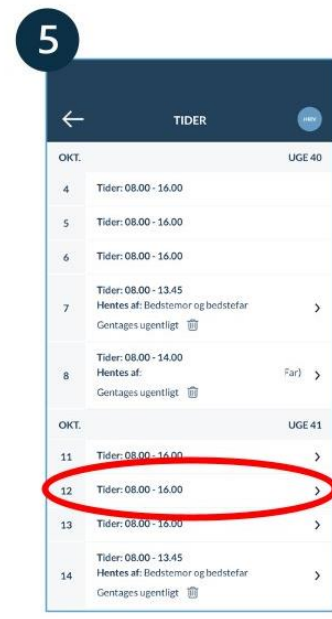 5
TIDER
OKT. UGE 40
4 Tider: 08.00 - 16.00
5 Tider: 08.00 - 16.00
6 Tider: 08.00 - 16.00
Tider: 08.00 - 13.45
7 Hentes af: Bedstemor og bedstefar
Gentages ugentligt
Tider: 08.00 - 14.00
8 Hentes af: Far)
Gentages ugentligt
OKT. UGE 41
11 Tider: 08.00 - 16.00
12 Tider: 08.00 - 16.00
13 Tider: 08.00 - 16.00
Tider: 08.00 - 13.45
14 Hentes af: Bedstemor og bedstefar
Gentages ugentligt